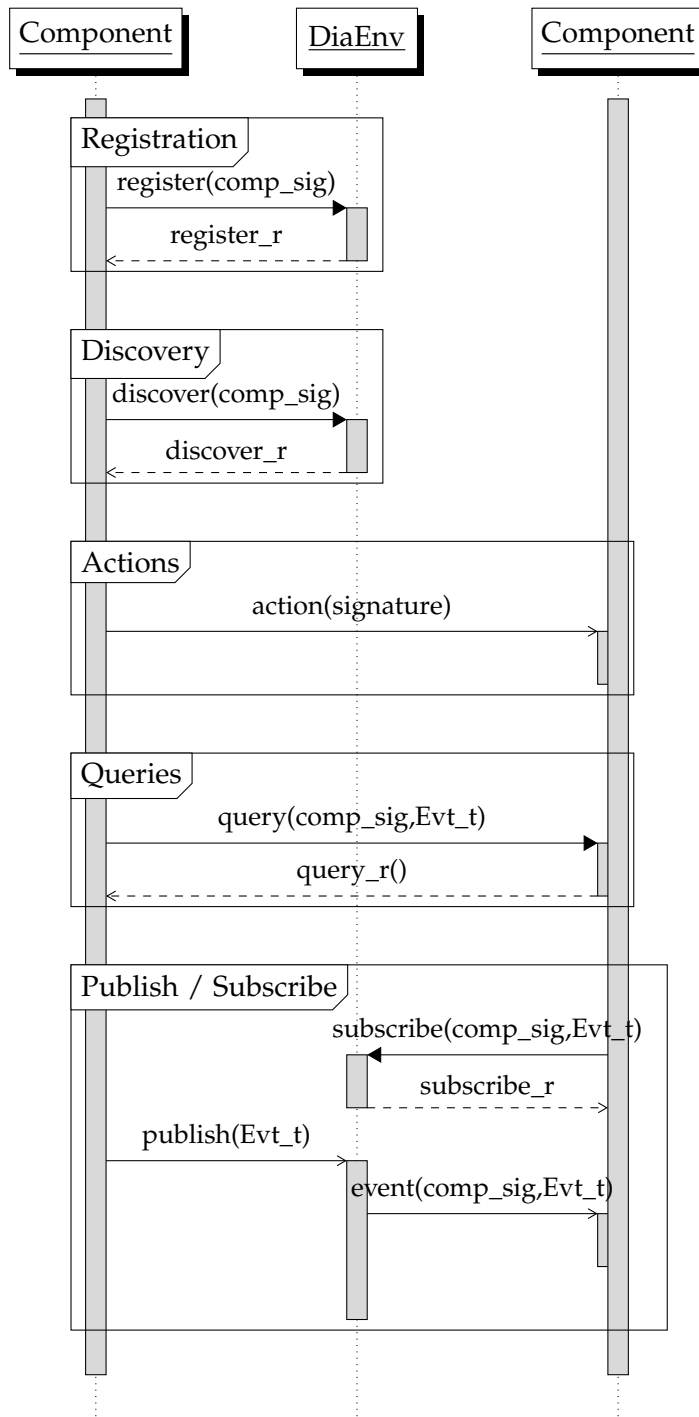 Component
DiaEnv
Component
Registration
register(comp_sig)
register_r
Discovery
discover(comp_sig)
discover_r
Actions
action(signature)
Queries
query(comp_sig,Evt_t)
query_r()
Publish / Subscribe
subscribe(comp_sig,Evt_t)
subscribe_r
publish(Evt_t)
event(comp_sig,Evt_t)